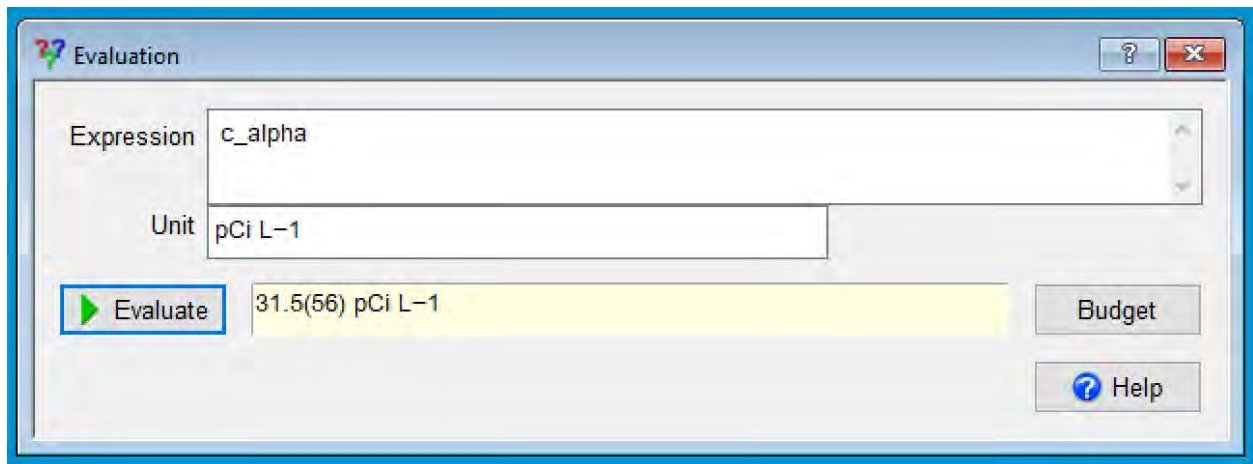 Evaluation
?
Expression
c_alpha
Unit
pCi L−1
Evaluate
31.5(56) pCi L−1
Budget
? Help